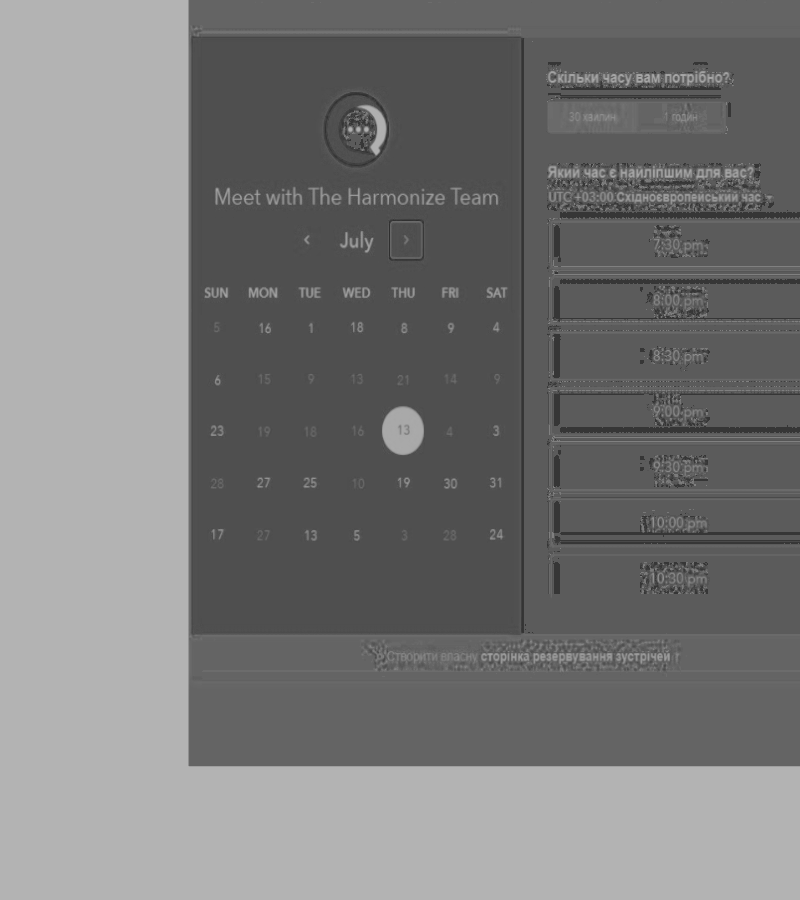 Meet with The Harmonize Team
‹ July ›
SUN MON TUE WED THU FRI SAT
5 16 1 18 8 9 4
6 15 9 13 21 14 9
23 19 18 16 13 4 3
28 27 25 10 19 30 31
17 27 13 5 3 28 24
Скільки часу вам потрібно?
30 хвилин 1 годин
Який час є найліпшим для вас?
UTC +03:00 Східноєвропейський час
7:30 pm
8:00 pm
8:30 pm
9:00 pm
9:30 pm
10:00 pm
10:30 pm
Створити власну сторінка резервування зустрічей